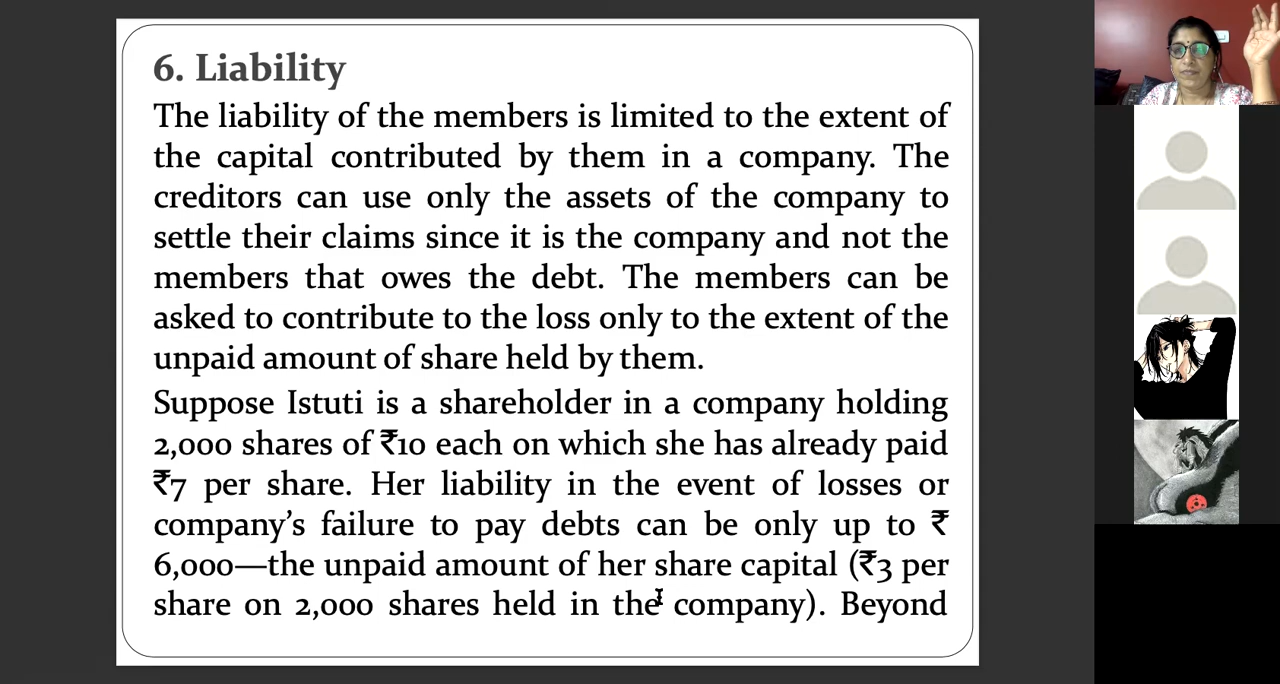 6. Liability
The liability of the members is limited to the extent of
the capital contributed by them in a company. The
creditors can use only the assets of the company to
settle their claims since it is the company and not the
members that owes the debt. The members can be
asked to contribute to the loss only to the extent of the
unpaid amount of share held by them.
Suppose Istuti is a shareholder in a company holding
2,000 shares of ₹10 each on which she has already paid
₹7 per share. Her liability in the event of losses or
company’s failure to pay debts can be only up to ₹
6,000—the unpaid amount of her share capital (₹3 per
share on 2,000 shares held in the company). Beyond